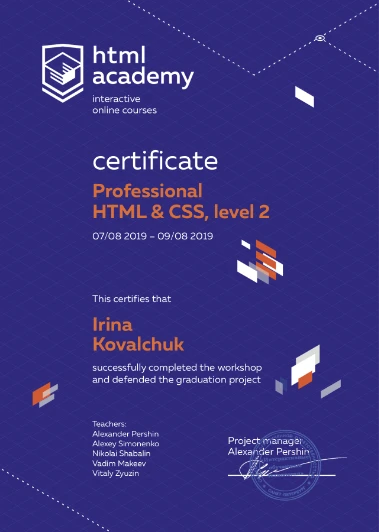 html
academy
interactive
online courses
certificate
Professional
HTML & CSS, level 2
07/08 2019 – 09/08 2019
This certifies that
Irina
Kovalchuk
successfully completed the workshop
and defended the graduation project
Teachers:
Alexander Pershin
Alexey Simonenko
Nikolai Shabalin
Vadim Makeev
Vitaly Zyuzin
Project manager
Alexander Pershin